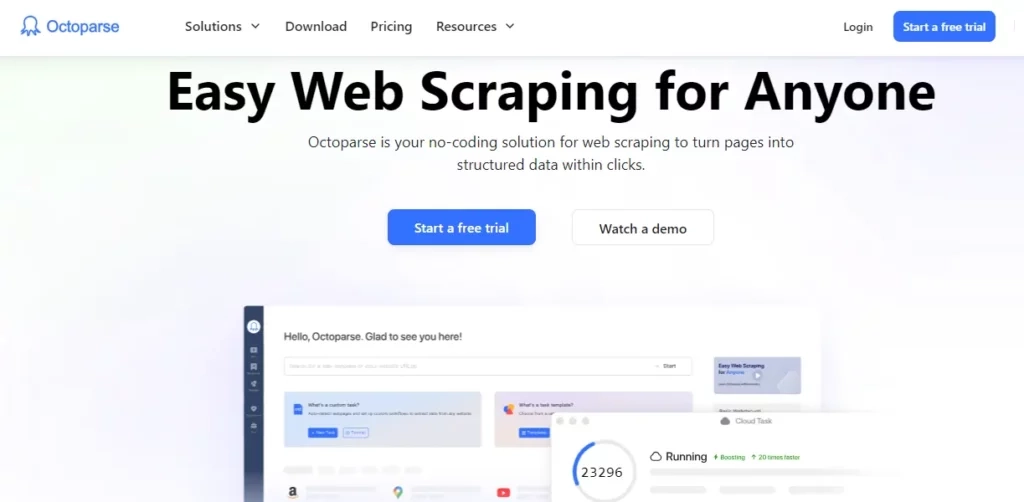 Octoparse
Solutions
Download
Pricing
Resources
Login
Start a free trial
Easy Web Scraping for Anyone
Octoparse is your no-coding solution for web scraping to turn pages into
structured data within clicks.
Start a free trial
Watch a demo
Hello, Octoparse. Glad to see you here!
Start
Easy Web Scraping
for Anyone
What's a custom task?
What's a task template?
Cloud Task
23296
Running
Boosting
20 times faster